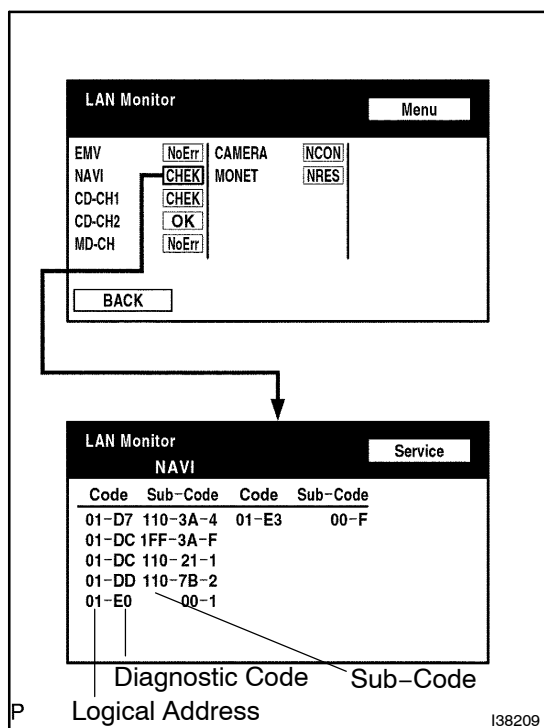 LAN Monitor Menu
EMV NoErr CAMERA NCON
NAVI CHEK MONET NRES
CD-CH1 CHEK
CD-CH2 OK
MD-CH NoErr
BACK
LAN Monitor
NAVI Service
Code Sub-Code Code Sub-Code
01-D7 110-3A-4 01-E3 00-F
01-DC 1FF-3A-F
01-DC 110-21-1
01-DD 110-7B-2
01-E0 00-1
Diagnostic Code Sub-Code
Logical Address
P I38209